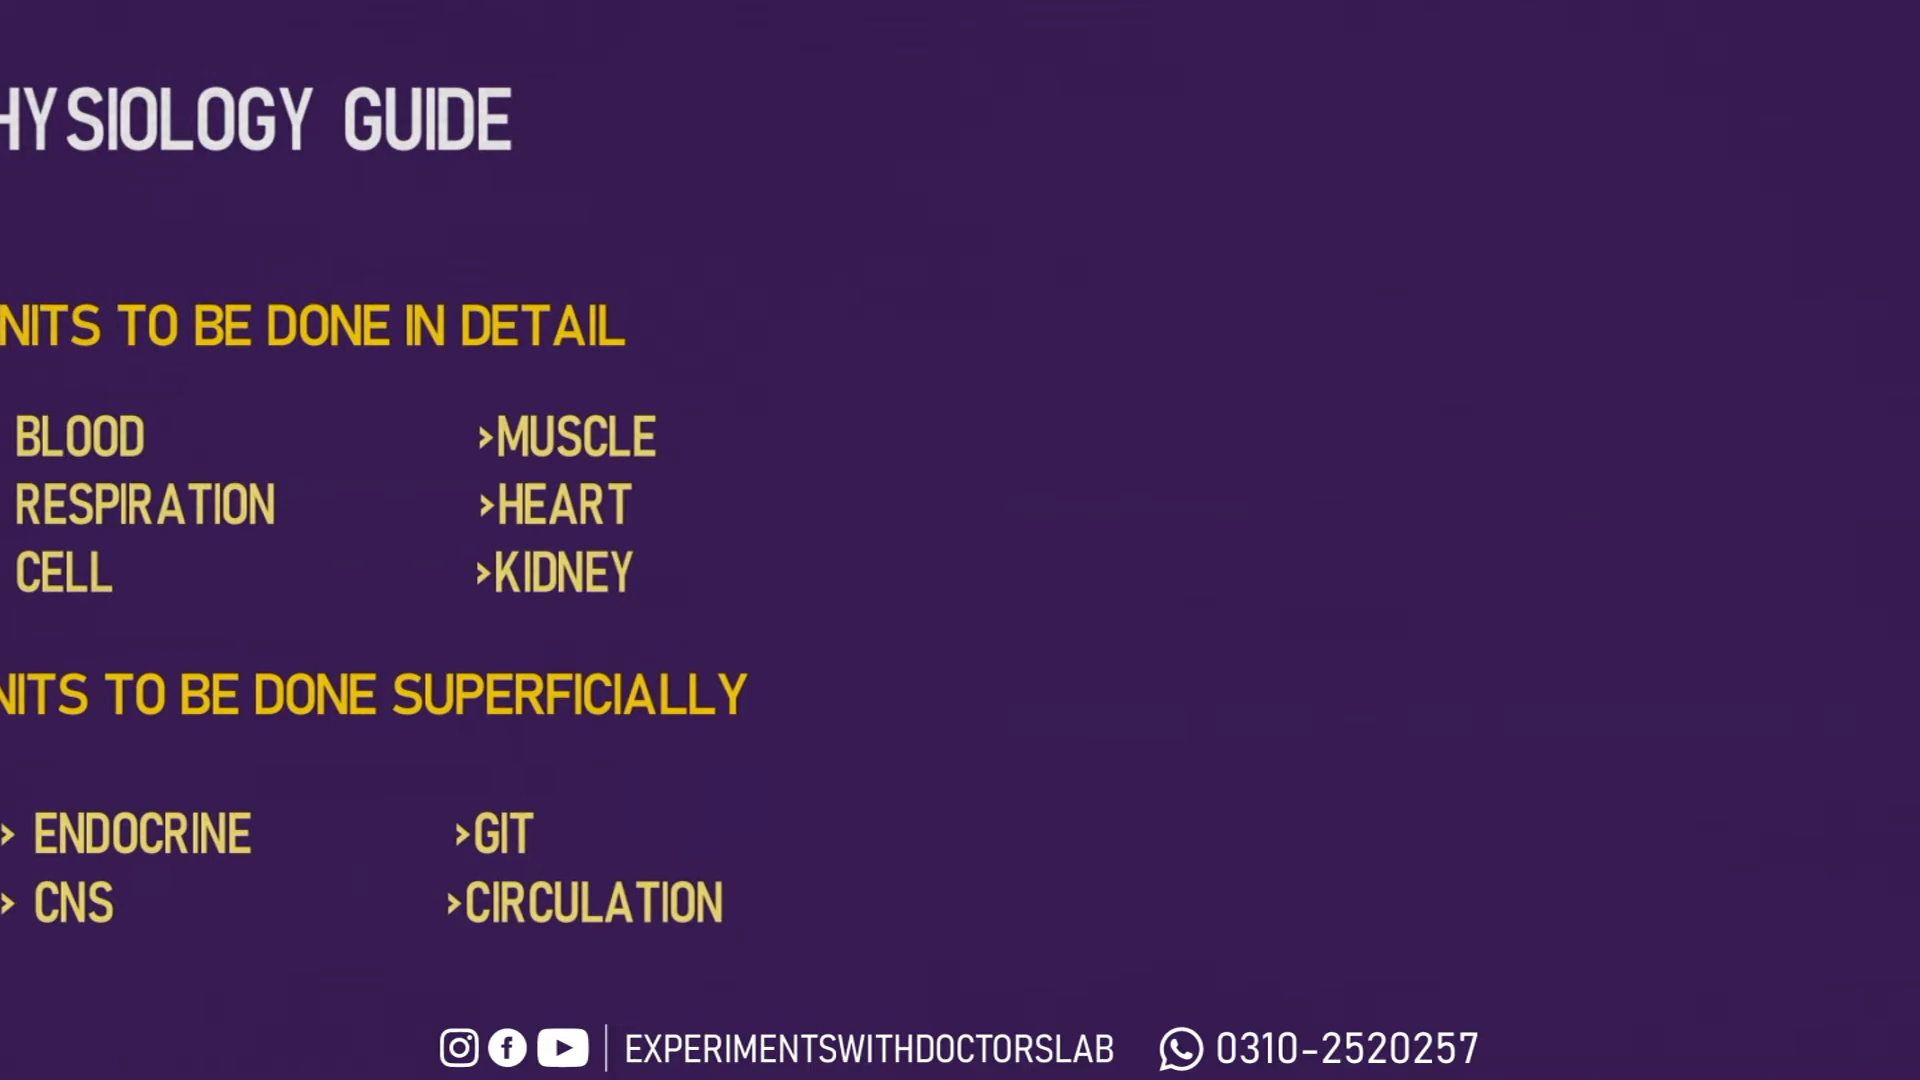 HYSIOLOGY GUIDE
NITS TO BE DONE IN DETAIL
BLOOD >MUSCLE
RESPIRATION >HEART
CELL >KIDNEY
NITS TO BE DONE SUPERFICIALLY
> ENDOCRINE >GIT
> CNS >CIRCULATION
EXPERIMENTSWITHDOCTORSLAB 0310-2520257